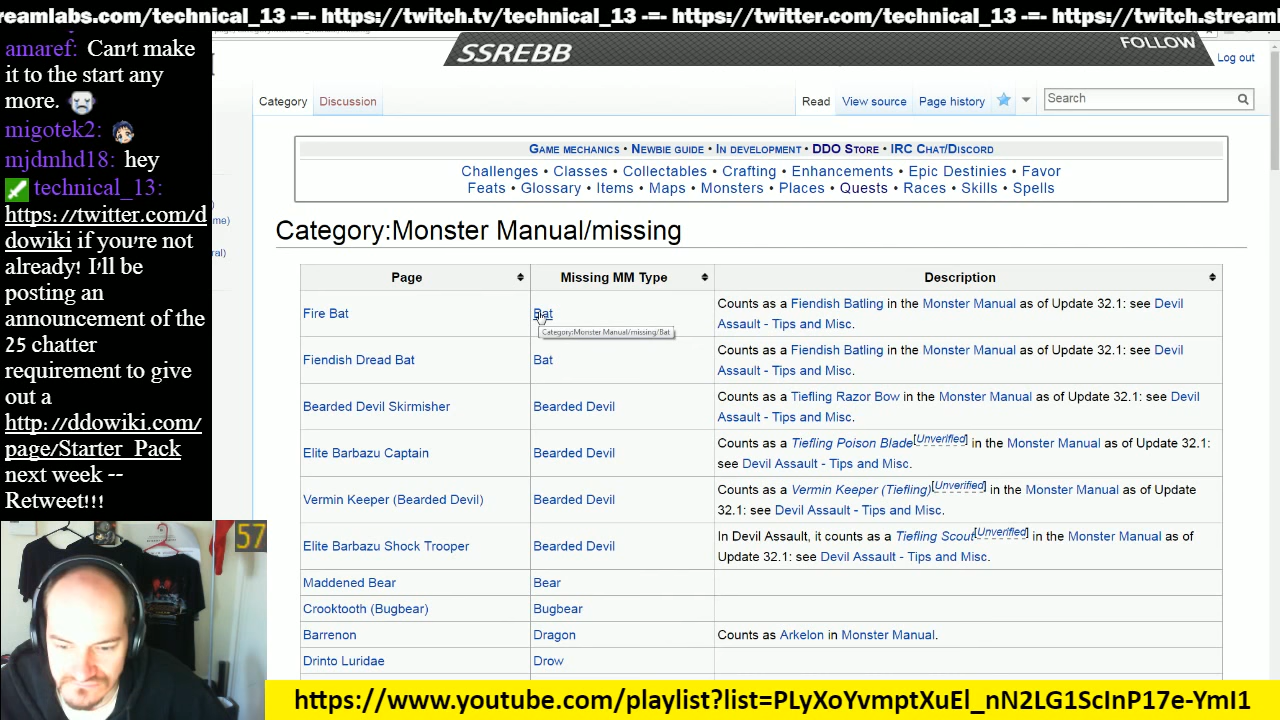 reamlabs.com/technical_13 -=- https://twitch.tv/technical_13 -=- https://twitter.com/technical_13 -=- https://twitch.streaml
amaref: Can't make
it to the start any
more.
migotek2:
mjdmhd18: hey
technical_13:
https://twitter.com/d
dowiki if you're not
already! I'll be
posting an
announcement of the
25 chatter
requirement to give
out a
http://ddowiki.com/
page/Starter_Pack
next week --
Retweet!!!
57
SSREBB
FOLLOW
Log out
Category Discussion Read View source Page history Search
me)
ral)
GAME MECHANICS • NEWBIE GUIDE • IN DEVELOPMENT • DDO STORE • IRC CHAT/DISCORD
Challenges • Classes • Collectables • Crafting • Enhancements • Epic Destinies • Favor
Feats • Glossary • Items • Maps • Monsters • Places • Quests • Races • Skills • Spells
Category:Monster Manual/missing
Page Missing MM Type Description
Fire Bat Bat Counts as a Fiendish Batling in the Monster Manual as of Update 32.1: see Devil
Assault - Tips and Misc.
Category:Monster Manual/missing/Bat
Fiendish Dread Bat Bat Counts as a Fiendish Batling in the Monster Manual as of Update 32.1: see Devil
Assault - Tips and Misc.
Bearded Devil Skirmisher Bearded Devil Counts as a Tiefling Razor Bow in the Monster Manual as of Update 32.1: see Devil
Assault - Tips and Misc.
Elite Barbazu Captain Bearded Devil Counts as a Tiefling Poison Blade[Unverified] in the Monster Manual as of Update 32.1:
see Devil Assault - Tips and Misc.
Vermin Keeper (Bearded Devil) Bearded Devil Counts as a Vermin Keeper (Tiefling)[Unverified] in the Monster Manual as of Update
32.1: see Devil Assault - Tips and Misc.
Elite Barbazu Shock Trooper Bearded Devil In Devil Assault, it counts as a Tiefling Scout[Unverified] in the Monster Manual as of
Update 32.1: see Devil Assault - Tips and Misc.
Maddened Bear Bear
Crooktooth (Bugbear) Bugbear
Barrenon Dragon Counts as Arkelon in Monster Manual.
Drinto Luridae Drow
https://www.youtube.com/playlist?list=PLyXoYvmptXuEl_nN2LG1ScInP17e-YmI1